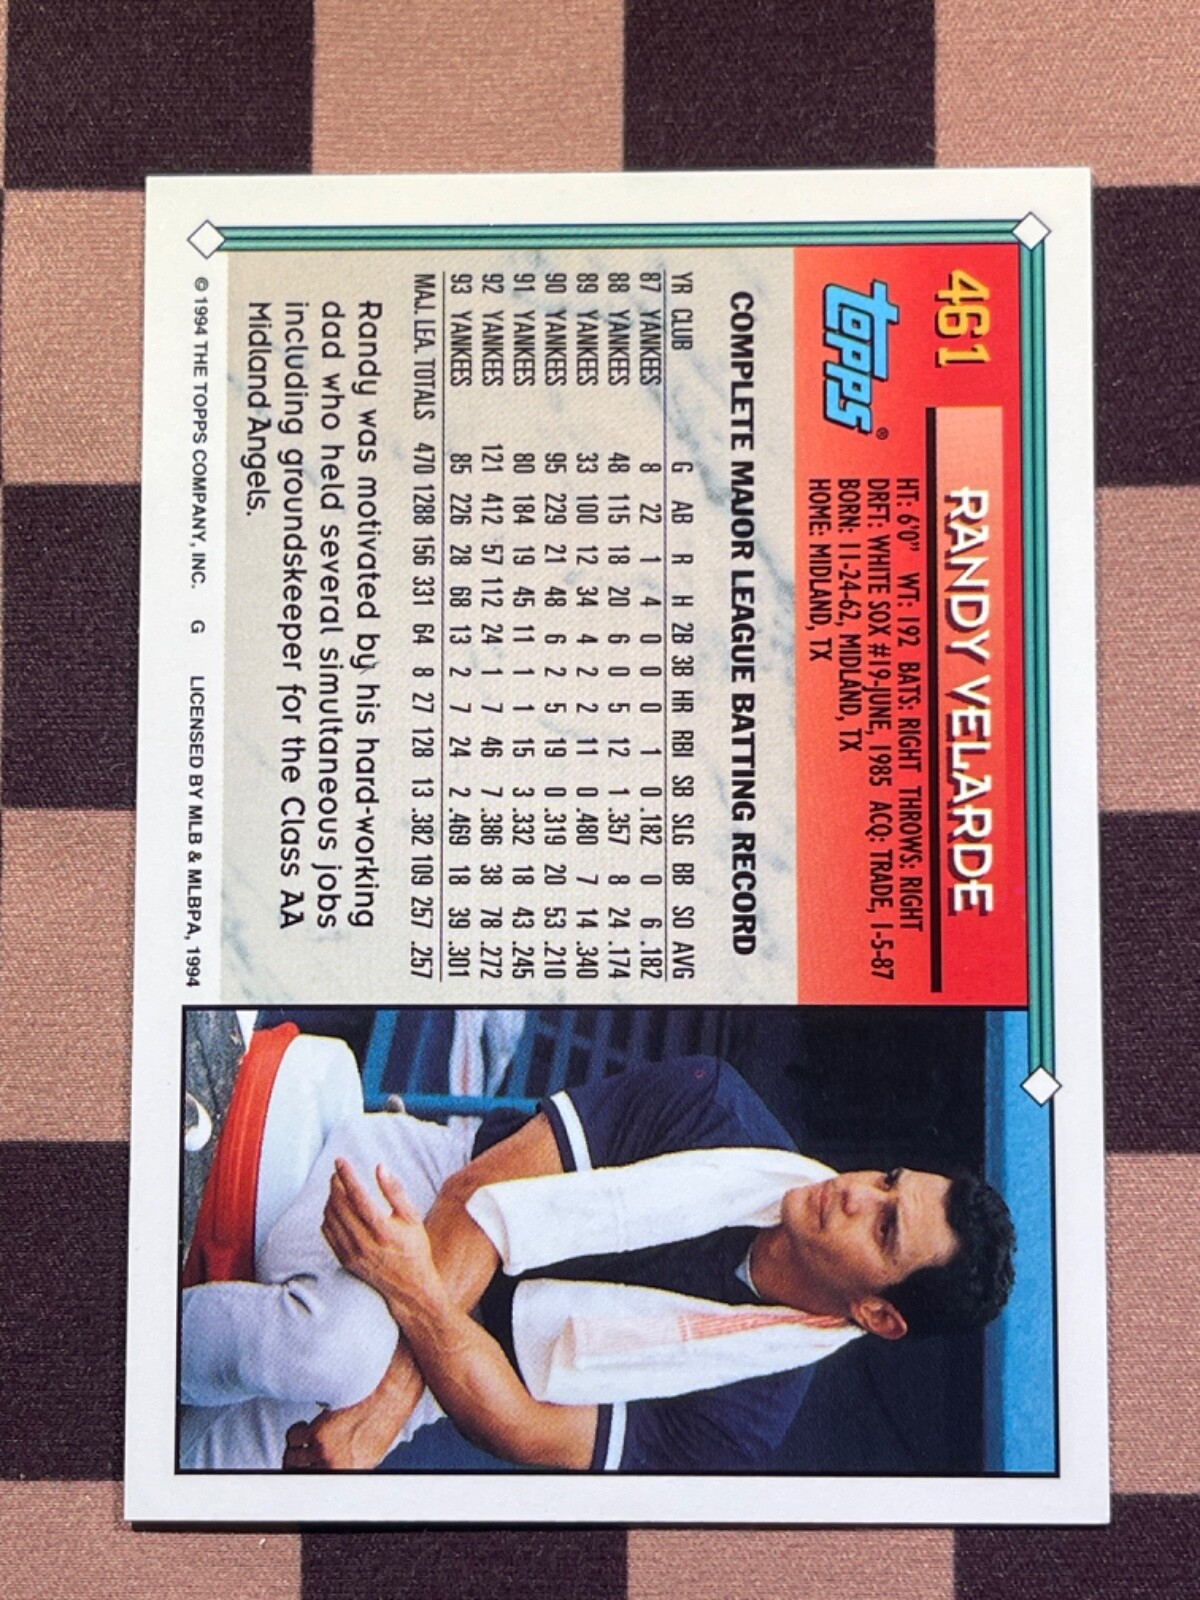 461
RANDY VELARDE
topps®
HT: 6'0" WT: 192 BATS: RIGHT THROWS: RIGHT
DRFT: WHITE SOX #19-JUNE, 1985 ACQ: TRADE, 1-5-87
BORN: 11-24-62, MIDLAND, TX
HOME: MIDLAND, TX
COMPLETE MAJOR LEAGUE BATTING RECORD
YR CLUB G AB R H 2B 3B HR RBI SB SLG BB SO AVG
87 YANKEES 8 22 1 4 0 0 0 1 0 .182 0 6 .182
88 YANKEES 48 115 18 20 6 0 5 12 1 .357 8 24 .174
89 YANKEES 33 100 12 34 4 2 2 11 0 .480 7 14 .340
90 YANKEES 95 229 21 48 6 2 5 19 0 .319 20 53 .210
91 YANKEES 80 184 19 45 11 1 1 15 3 .332 18 43 .245
92 YANKEES 121 412 57 112 24 1 7 46 7 .386 38 78 .272
93 YANKEES 85 226 28 68 13 2 7 24 2 .469 18 39 .301
MAJ. LEA. TOTALS 470 1288 156 331 64 8 27 128 13 .382 109 257 .257
Randy was motivated by his hard-working
dad who held several simultaneous jobs
including groundskeeper for the Class AA
Midland Angels.
© 1994 THE TOPPS COMPANY, INC. G LICENSED BY MLB & MLBPA, 1994